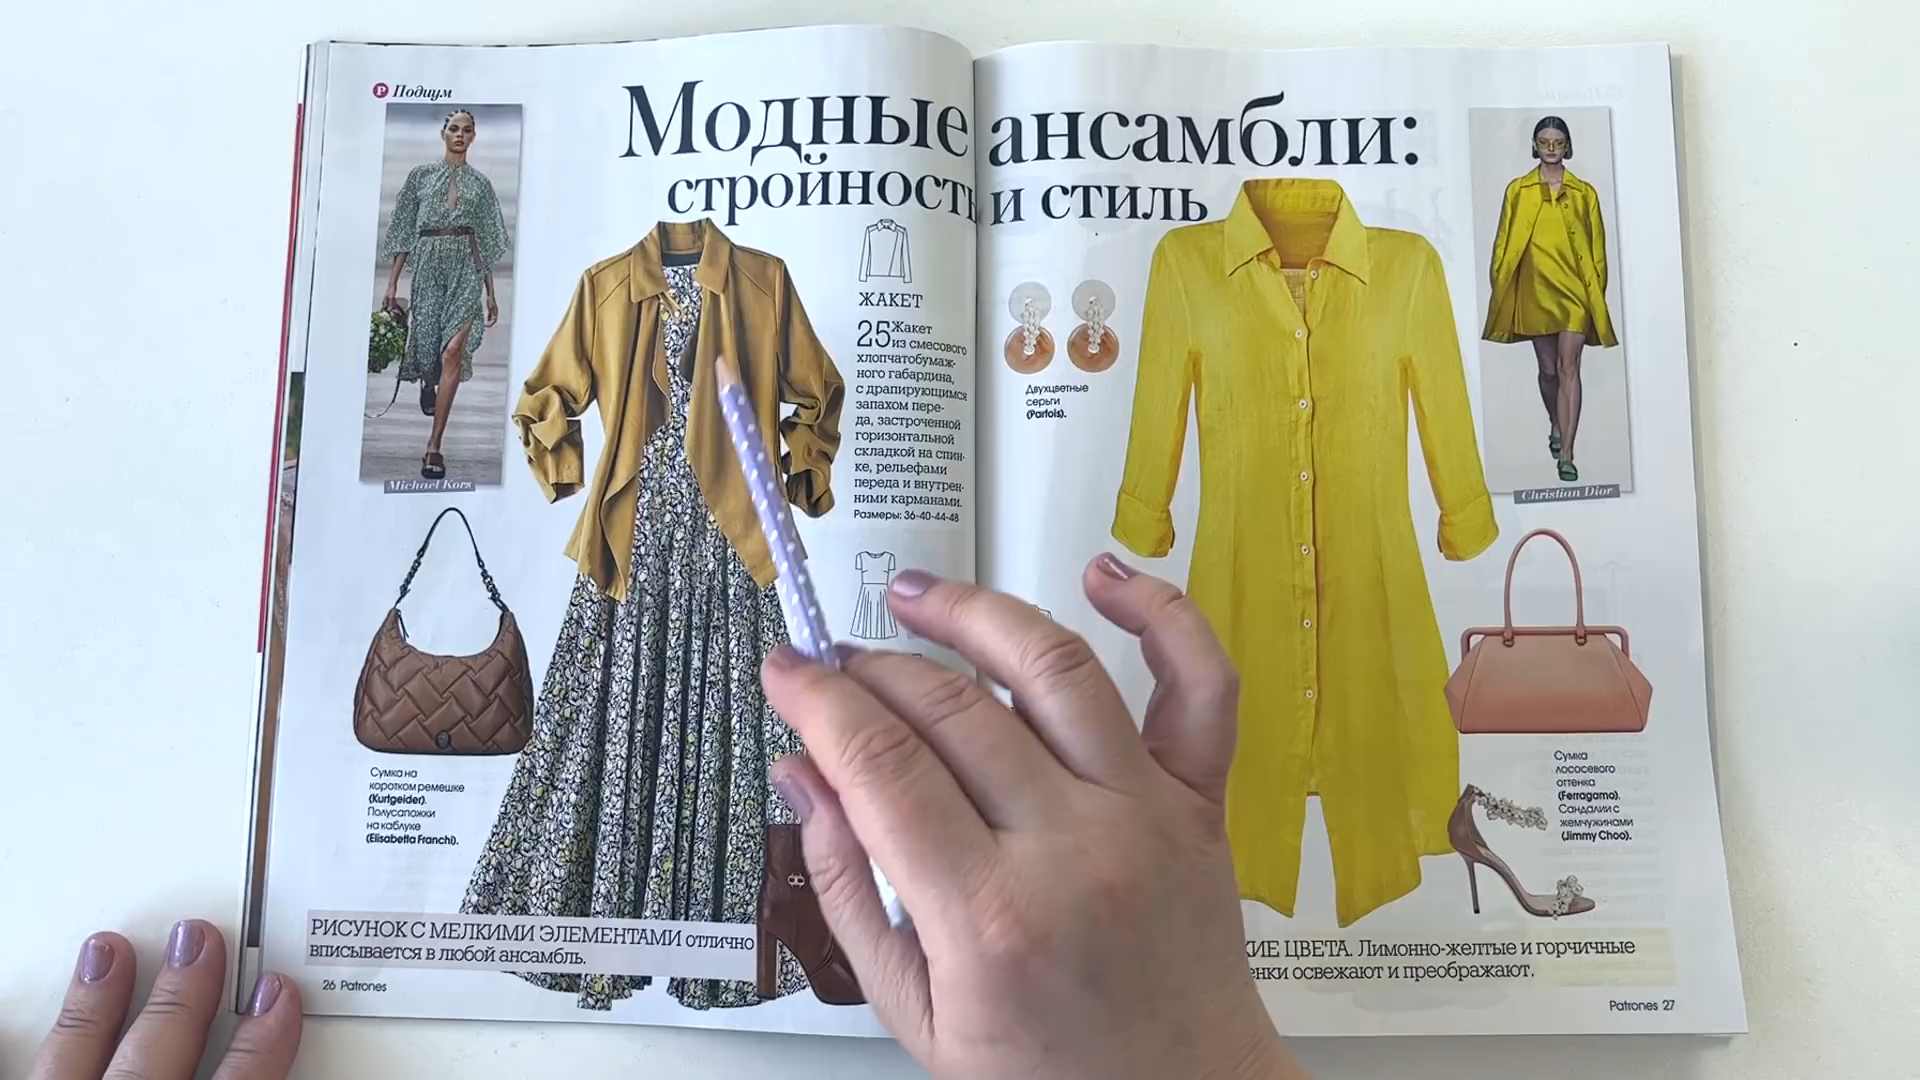 Подиум
Модные ансамбли:
стройность и стиль
Michael Kors
ЖАКЕТ
25 Жакет
из смесового
хлопчатобумаж-
ного габардина,
с драпирующимся
запахом пере-
да, застроченной
горизонтальной
складкой на спин-
ке, рельефами
переда и внутрен-
ними карманами.
Размеры: 36-40-44-48
Сумка на
коротком ремешке
(Kurtgeider).
Полусапожки
на каблуке
(Elisabetta Franchi).
РИСУНОК С МЕЛКИМИ ЭЛЕМЕНТАМИ отлично
вписывается в любой ансамбль.
26 Patrones
Двухцветные
серьги
(Parfois).
Christian Dior
Сумка
лососевого
оттенка
(Ferragamo).
Сандалии с
жемчужинами
(Jimmy Choo).
ЦВЕТА. Лимонно-желтые и горчичные
освежают и преображают.
Patrones 27